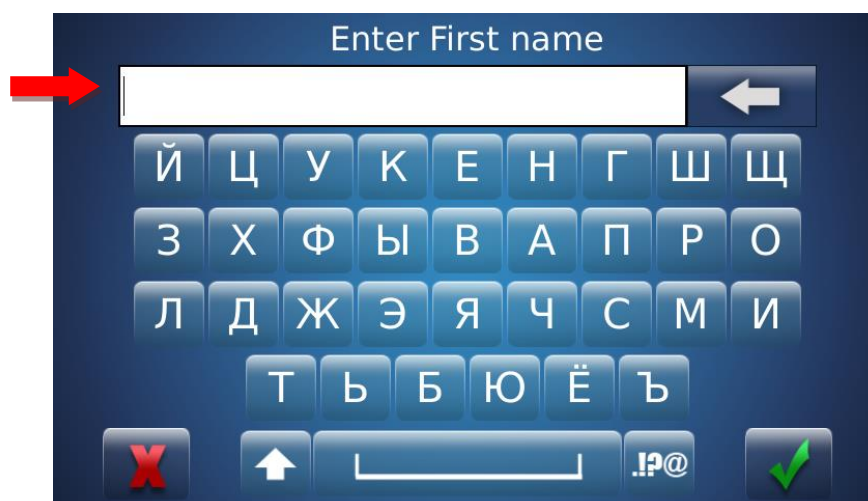 Enter First name
Й Ц У К Е Н Г Ш Щ
З Х Ф Ы В А П Р О
Л Д Ж Э Я Ч С М И
Т Ь Б Ю Ё Ъ
.!?@